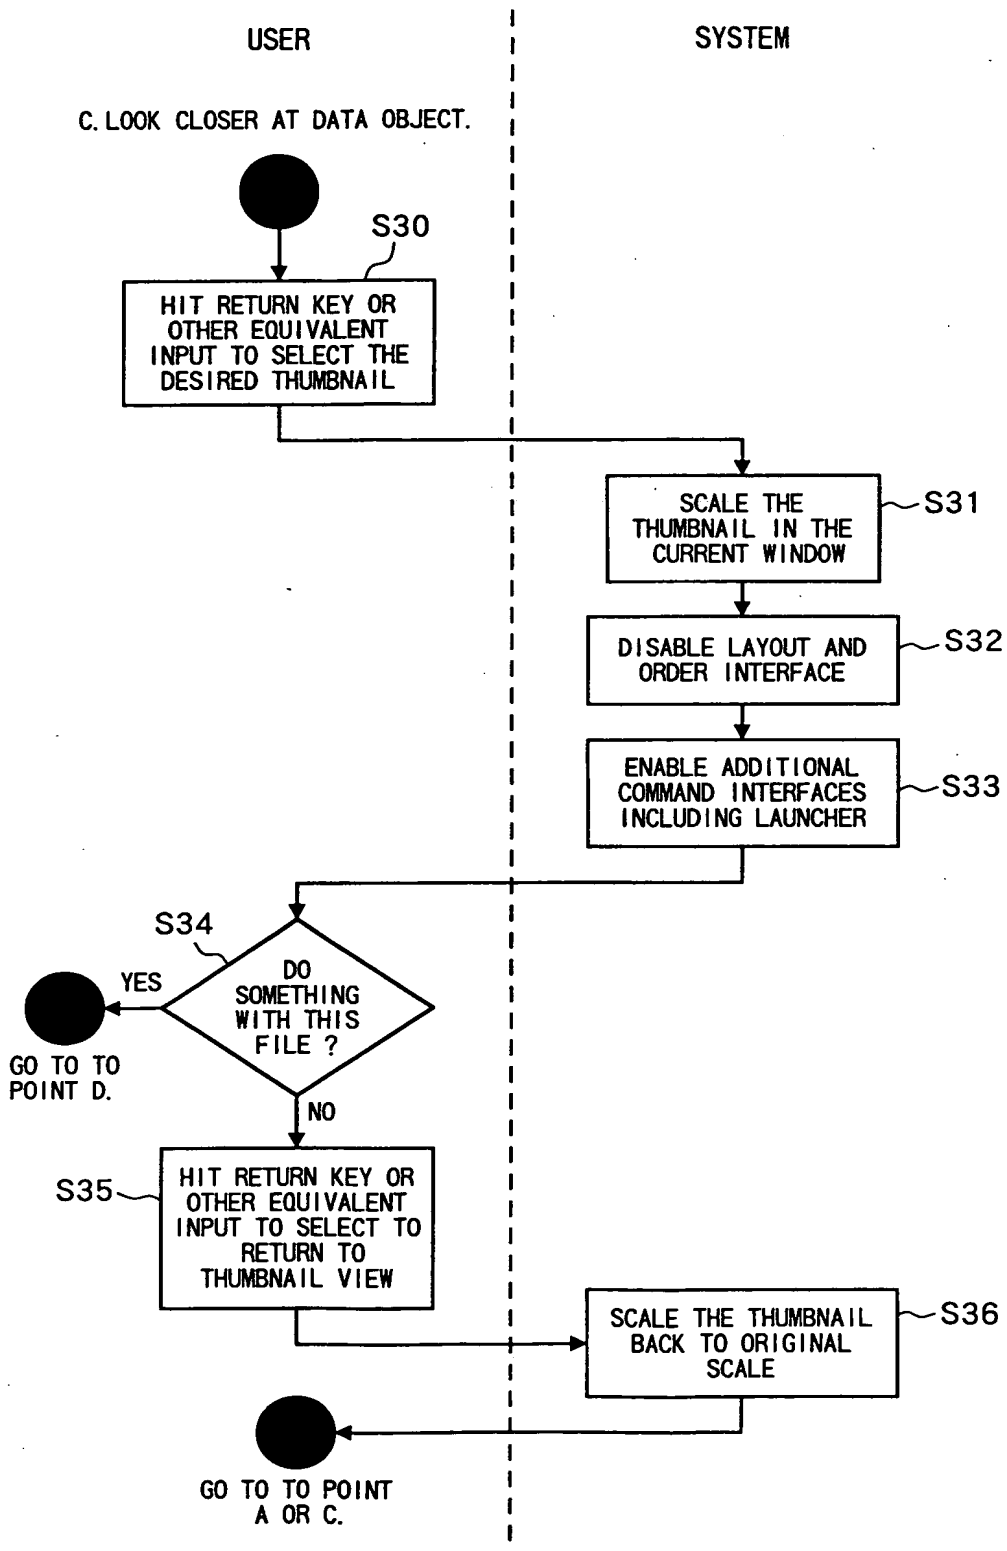 USER
SYSTEM
C. LOOK CLOSER AT DATA OBJECT.
S30
HIT RETURN KEY OR
OTHER EQUIVALENT
INPUT TO SELECT THE
DESIRED THUMBNAIL
SCALE THE
THUMBNAIL IN THE
CURRENT WINDOW
S31
DISABLE LAYOUT AND
ORDER INTERFACE
S32
ENABLE ADDITIONAL
COMMAND INTERFACES
INCLUDING LAUNCHER
S33
S34
DO
SOMETHING
WITH THIS
FILE ?
YES
GO TO TO
POINT D.
NO
S35
HIT RETURN KEY OR
OTHER EQUIVALENT
INPUT TO SELECT TO
RETURN TO
THUMBNAIL VIEW
SCALE THE THUMBNAIL
BACK TO ORIGINAL
SCALE
S36
GO TO TO POINT
A OR C.